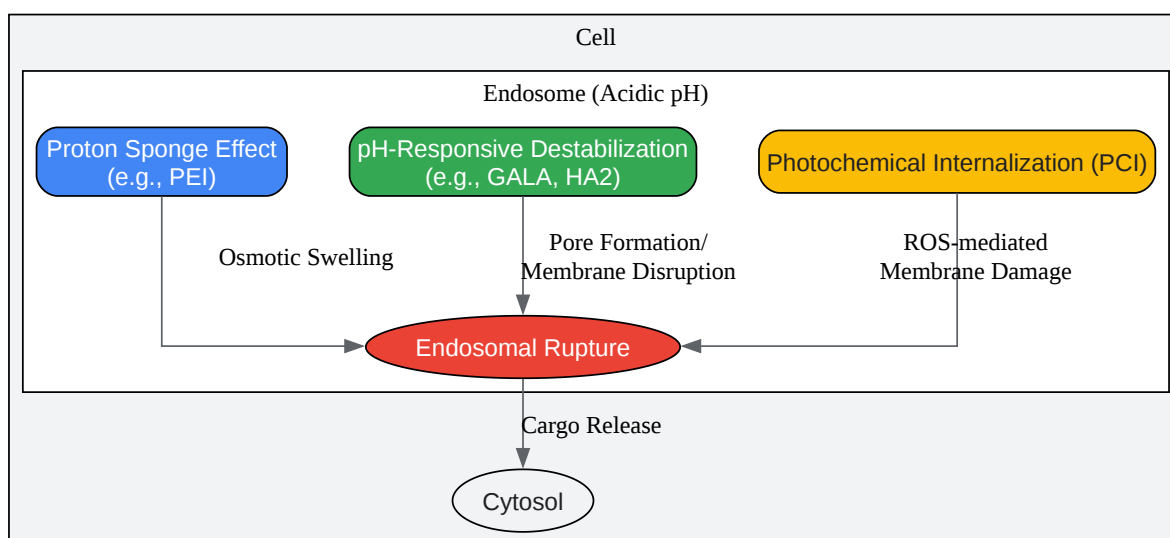 Cell
Endosome (Acidic pH)
Proton Sponge Effect
(e.g., PEI)
pH-Responsive Destabilization
(e.g., GALA, HA2)
Photochemical Internalization (PCI)
Osmotic Swelling
Pore Formation/
Membrane Disruption
ROS-mediated
Membrane Damage
Endosomal Rupture
Cargo Release
Cytosol